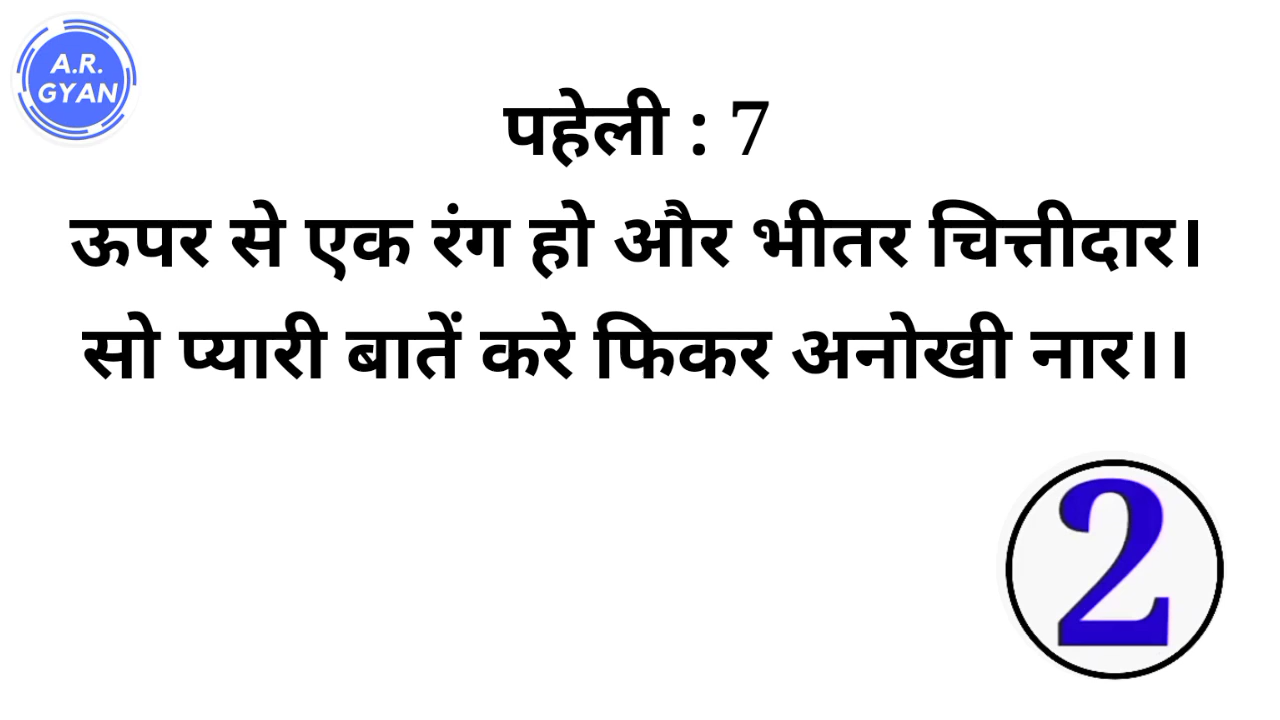 A.R.
GYAN
पहेली : 7
ऊपर से एक रंग हो और भीतर चित्तीदार।
सो प्यारी बातें करे फिकर अनोखी नार।।
2